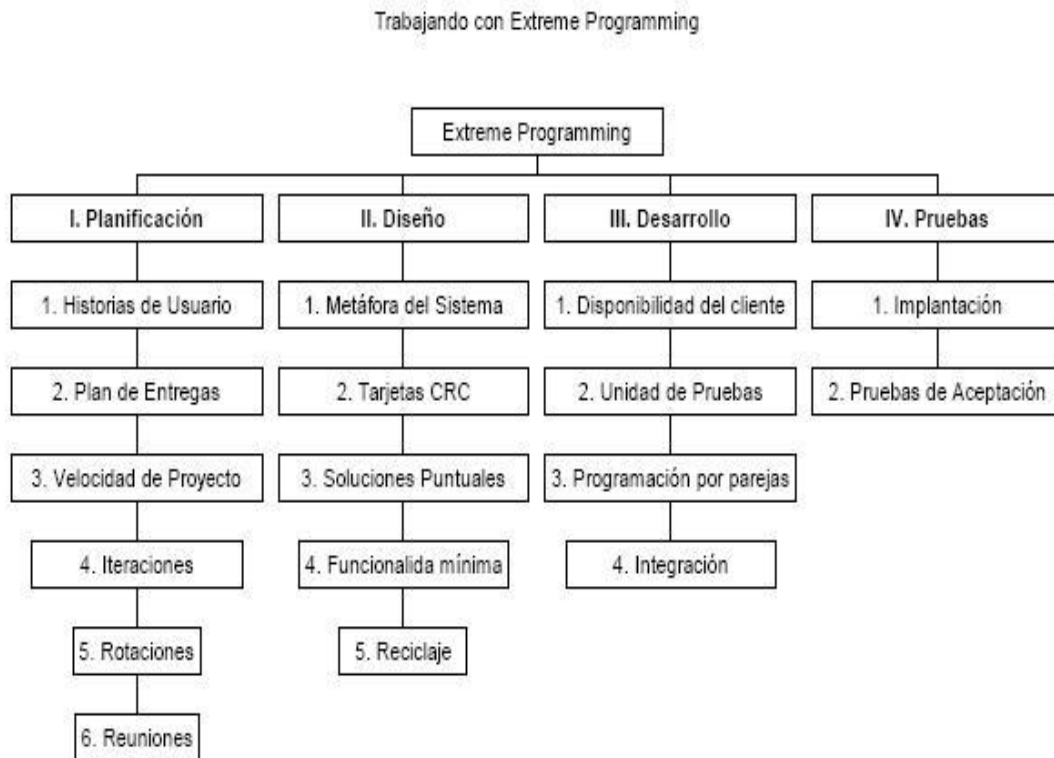 Trabajando con Extreme Programming
Extreme Programming
I. Planificación
1. Historias de Usuario
2. Plan de Entregas
3. Velocidad de Proyecto
4. Iteraciones
5. Rotaciones
6. Reuniones
II. Diseño
1. Metáfora del Sistema
2. Tarjetas CRC
3. Soluciones Puntuales
4. Funcionalida mínima
5. Reciclaje
III. Desarrollo
1. Disponibilidad del cliente
2. Unidad de Pruebas
3. Programación por parejas
4. Integración
IV. Pruebas
1. Implantación
2. Pruebas de Aceptación